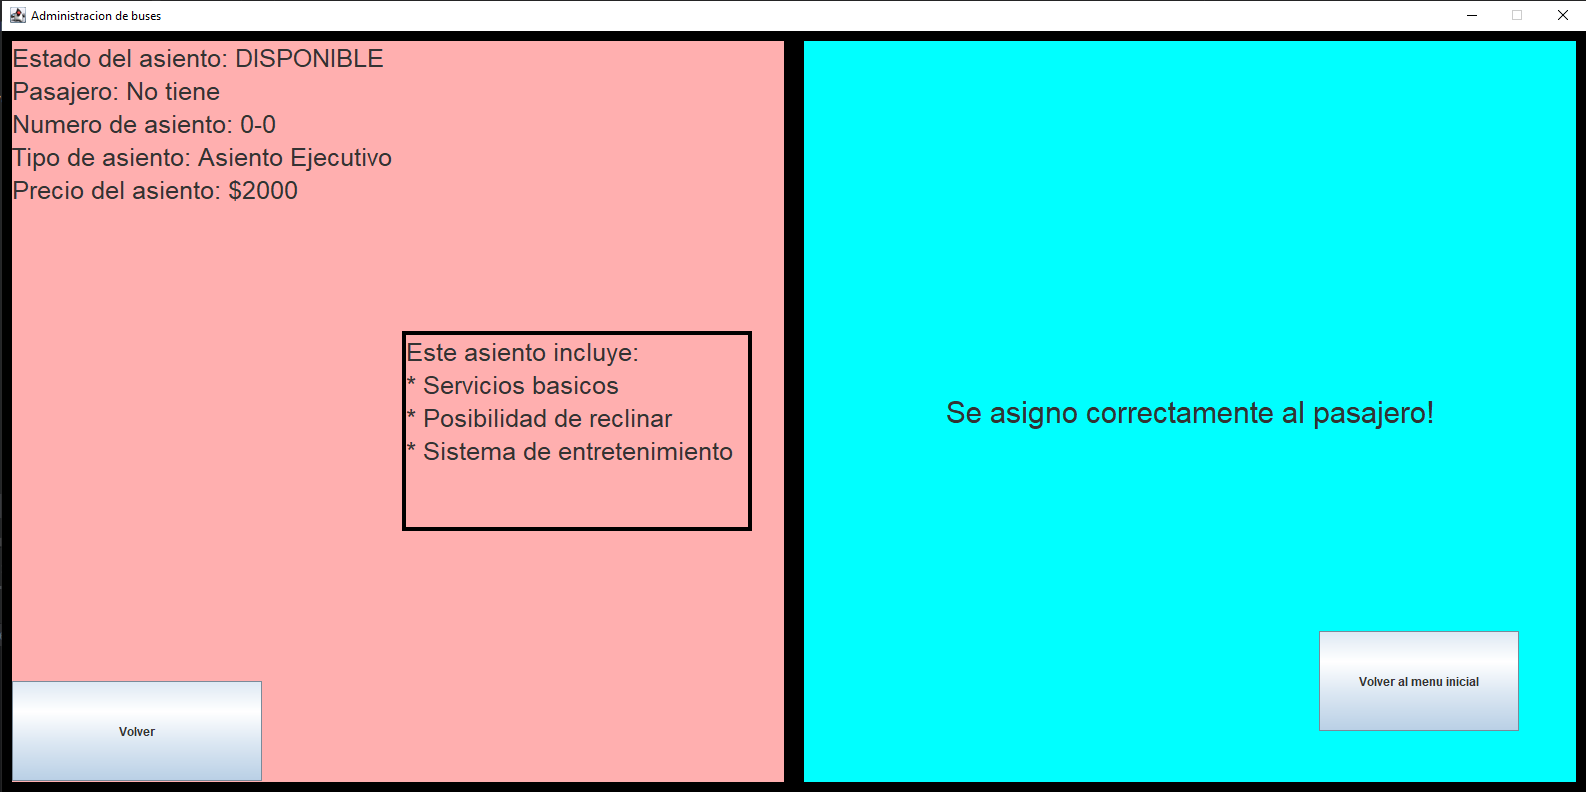 Administracion de buses
Estado del asiento: DISPONIBLE
Pasajero: No tiene
Numero de asiento: 0-0
Tipo de asiento: Asiento Ejecutivo
Precio del asiento: $2000
Este asiento incluye:
* Servicios basicos
* Posibilidad de reclinar
* Sistema de entretenimiento
Volver
Se asigno correctamente al pasajero!
Volver al menu inicial